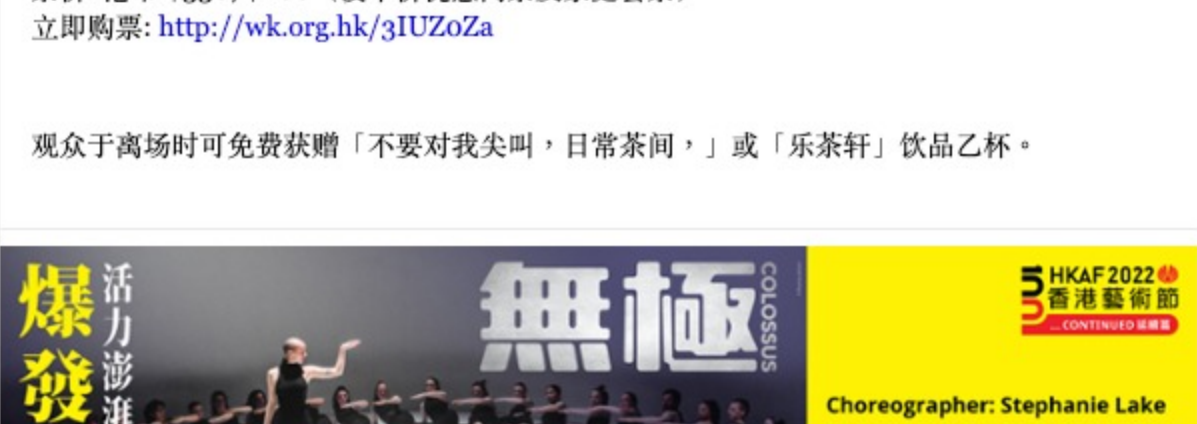 立即购票: http://wk.org.hk/3IUZ0Za
观众于离场时可免费获赠「不要对我尖叫，日常茶间，」或「乐茶轩」饮品乙杯。
爆發
活力澎湃
無極
COLOSSUS
HKAF 2022
香港藝術節
...CONTINUED 延續篇
Choreographer: Stephanie Lake